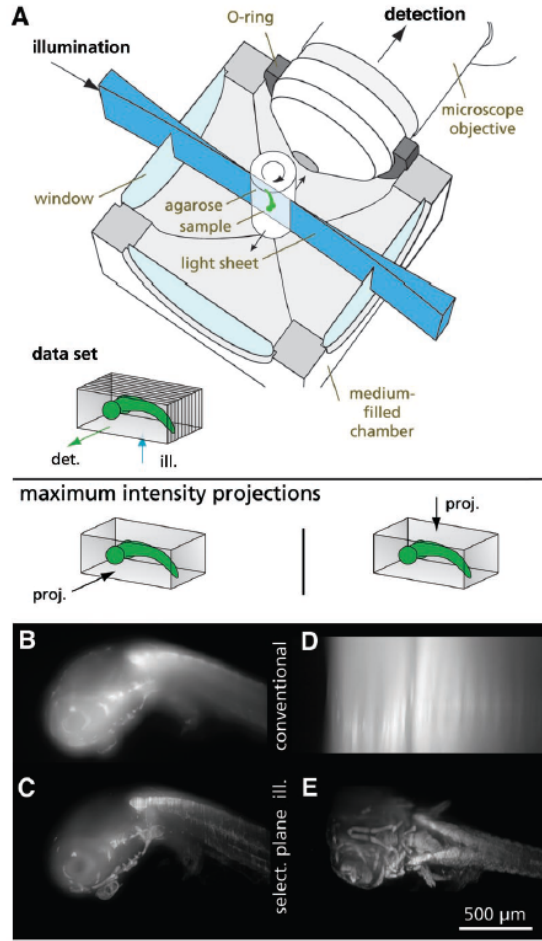 A
O-ring
detection
illumination
microscope
objective
window
agarose
sample
light sheet
data set
medium-
filled
chamber
det.
ill.
maximum intensity projections
proj.
proj.
B
conventional
D
C
select. plane ill.
E
500 µm